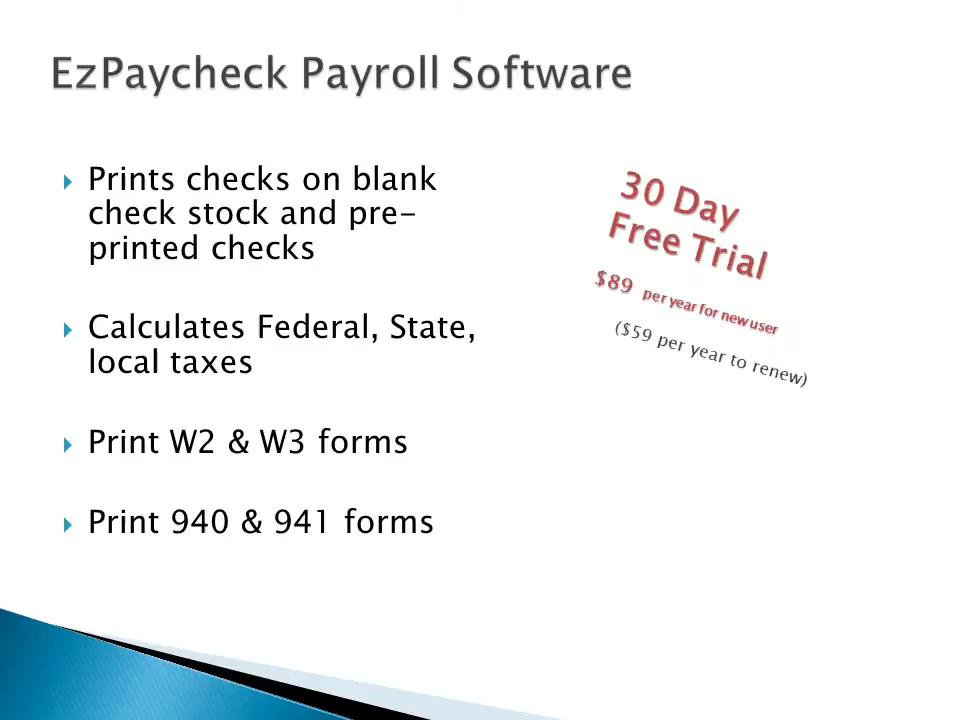 EzPaycheck Payroll Software
Prints checks on blank
check stock and pre-
printed checks
Calculates Federal, State,
local taxes
Print W2 & W3 forms
Print 940 & 941 forms
30 Day
Free Trial
$89 per year for new user
($59 per year to renew)